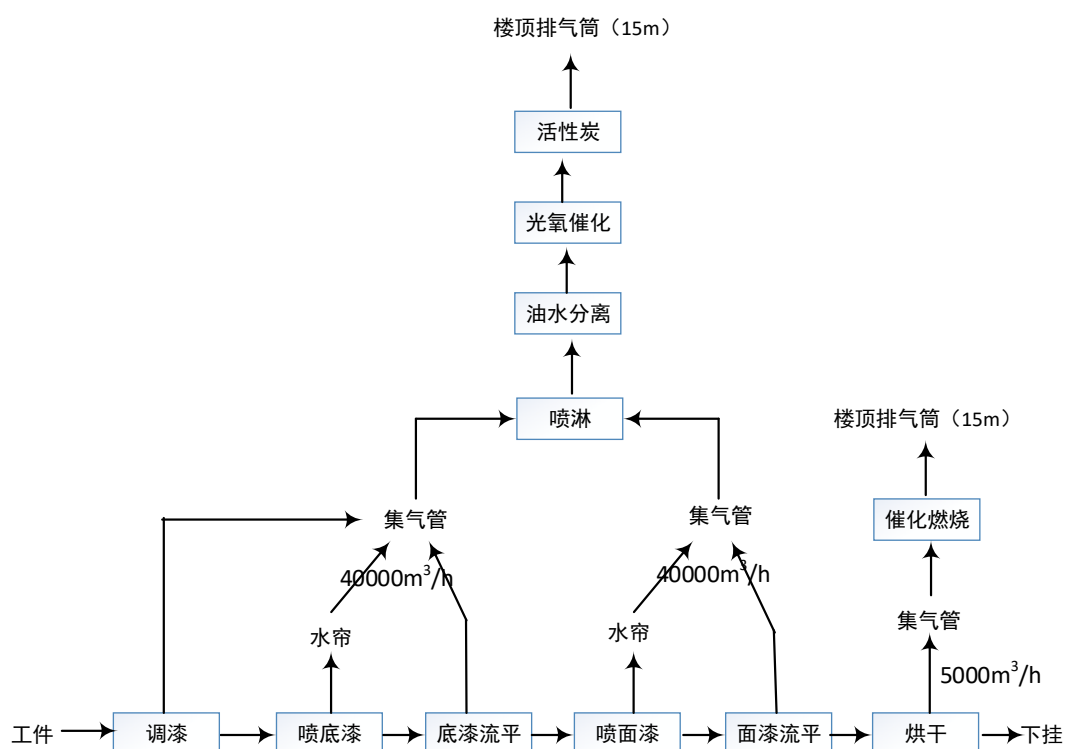 楼顶排气筒（15m）
活性炭
光氧催化
油水分离
喷淋
楼顶排气筒（15m）
集气管
集气管
催化燃烧
40000m³/h
40000m³/h
水帘
水帘
集气管
5000m³/h
工件
调漆
喷底漆
底漆流平
喷面漆
面漆流平
烘干
下挂